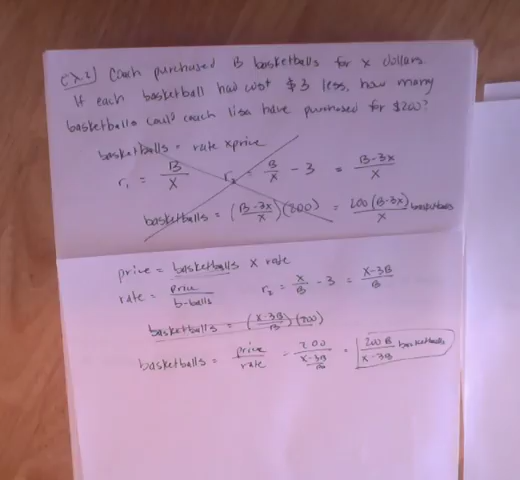 Ex.2) Coach purchased B basketballs for x dollars.
If each basketball had cost $3 less, how many
basketballs could coach lisa have purchased for $200?
basketballs = rate x price
r₁ = B/x r₂ = B/x - 3 = B-3x/x
basketballs = (B-3x/x)(200) = 200(B-3x)/x basketballs
price = basketballs x rate
rate = price/b-balls r₂ = x/B - 3 = x-3B/B
basketballs = (x-3B/B)(200)
basketballs = price/rate = 200/(x-3B/B) = 200B/x-3B basketballs